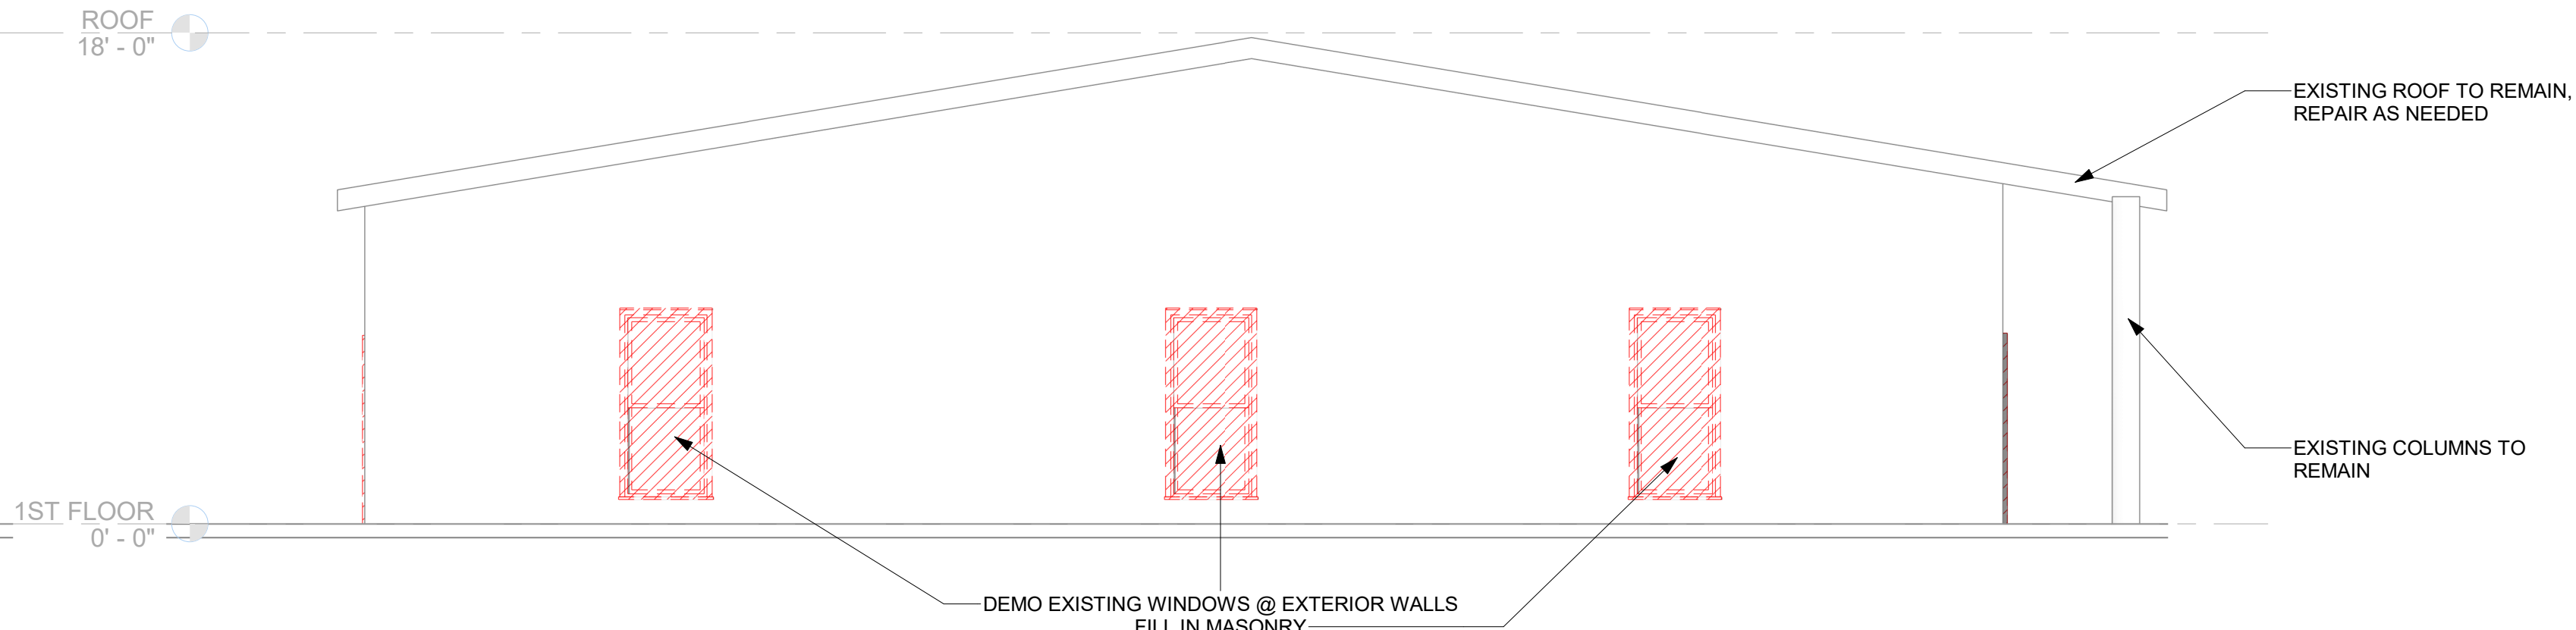 ROOF
18' - 0"
EXISTING ROOF TO REMAIN,
REPAIR AS NEEDED
EXISTING COLUMNS TO
REMAIN
1ST FLOOR
0' - 0"
DEMO EXISTING WINDOWS @ EXTERIOR WALLS
FILL IN MASONRY